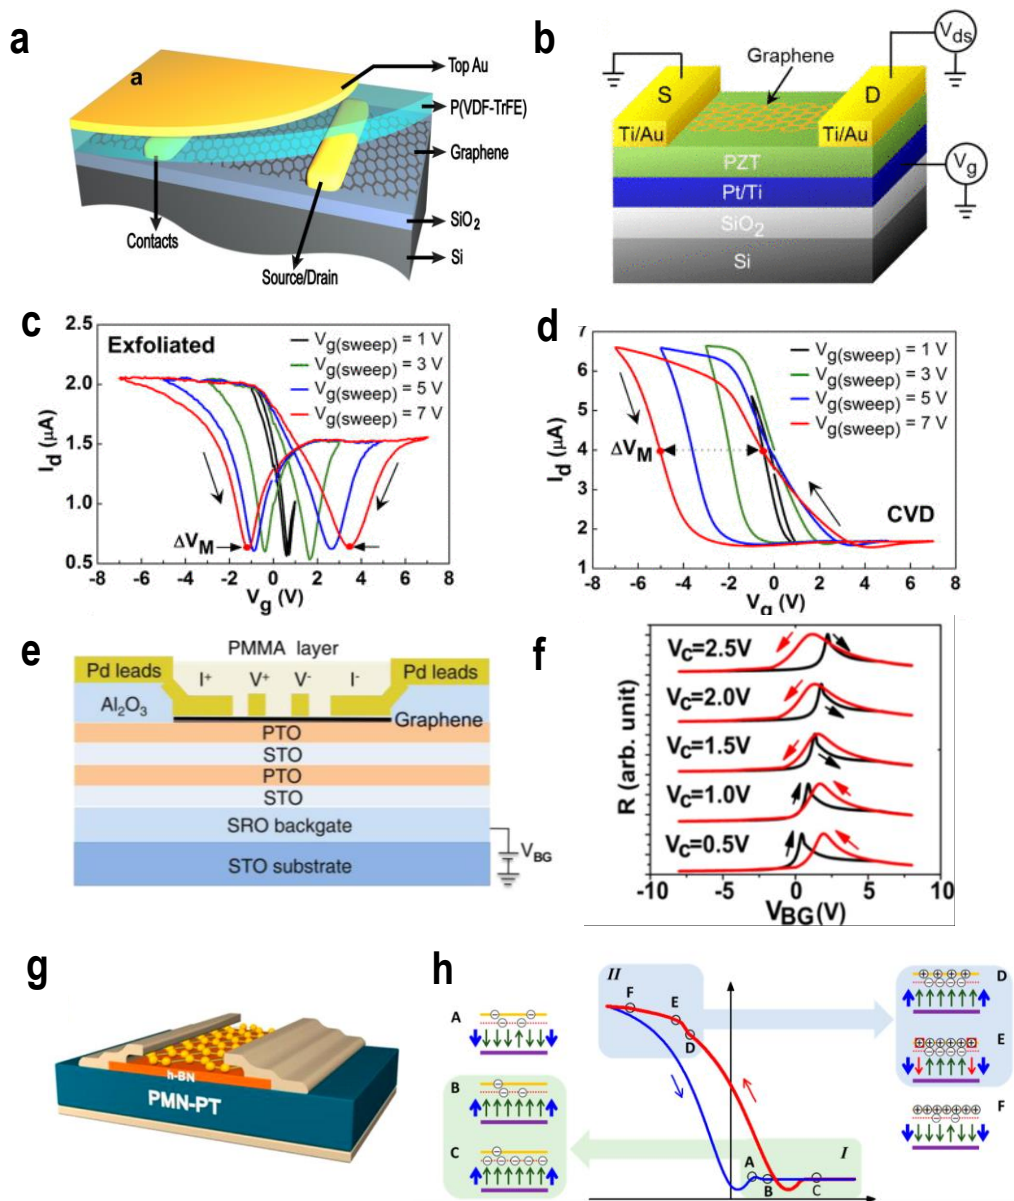 a
a
Top Au
P(VDF-TrFE)
Graphene
SiO2
Si
Contacts
Source/Drain
b
Vds
Graphene
S
D
Ti/Au
Ti/Au
PZT
Vg
Pt/Ti
SiO2
Si
c
Exfoliated
Vg(sweep) = 1 V
Vg(sweep) = 3 V
Vg(sweep) = 5 V
Vg(sweep) = 7 V
2.5
2.0
1.5
1.0
0.5
Id (μA)
ΔVM
-8 -6 -4 -2 0 2 4 6 8
Vg (V)
d
Vg(sweep) = 1 V
Vg(sweep) = 3 V
Vg(sweep) = 5 V
Vg(sweep) = 7 V
7
6
5
4
3
2
1
Id (μA)
ΔVM
CVD
-8 -6 -4 -2 0 2 4 6 8
Vg (V)
e
PMMA layer
Pd leads
I+ V+ V- I-
Pd leads
Al2O3
Graphene
PTO
STO
PTO
STO
SRO backgate
VBG
STO substrate
f
R (arb. unit)
VC=2.5V
VC=2.0V
VC=1.5V
VC=1.0V
VC=0.5V
-10 -5 0 5 10
VBG(V)
g
h-BN
PMN-PT
h
A
B
C
II
F
E
D
A
B
C
I
D
E
F